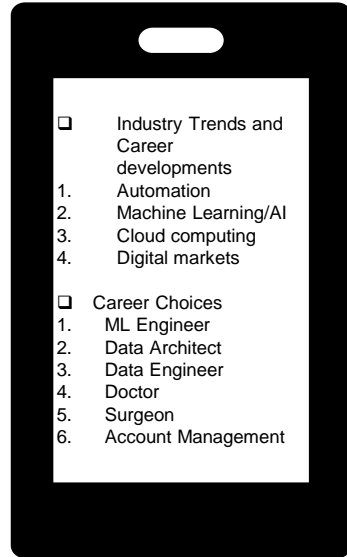 ❑ Industry Trends and
Career
developments
1. Automation
2. Machine Learning/AI
3. Cloud computing
4. Digital markets
❑ Career Choices
1. ML Engineer
2. Data Architect
3. Data Engineer
4. Doctor
5. Surgeon
6. Account Management